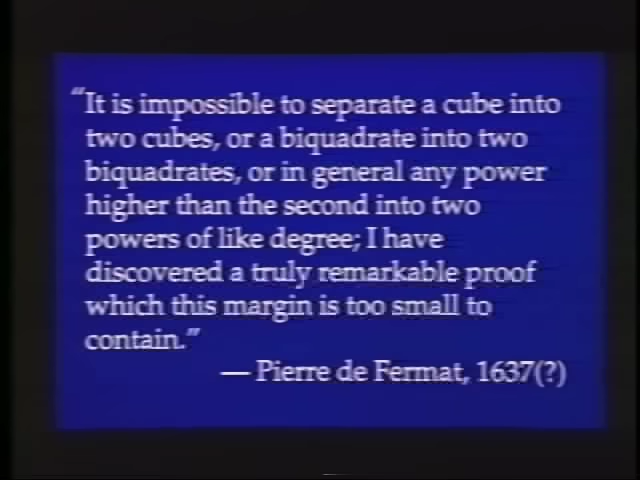 “It is impossible to separate a cube into
two cubes, or a biquadrate into two
biquadrates, or in general any power
higher than the second into two
powers of like degree; I have
discovered a truly remarkable proof
which this margin is too small to
contain.”
— Pierre de Fermat, 1637(?)